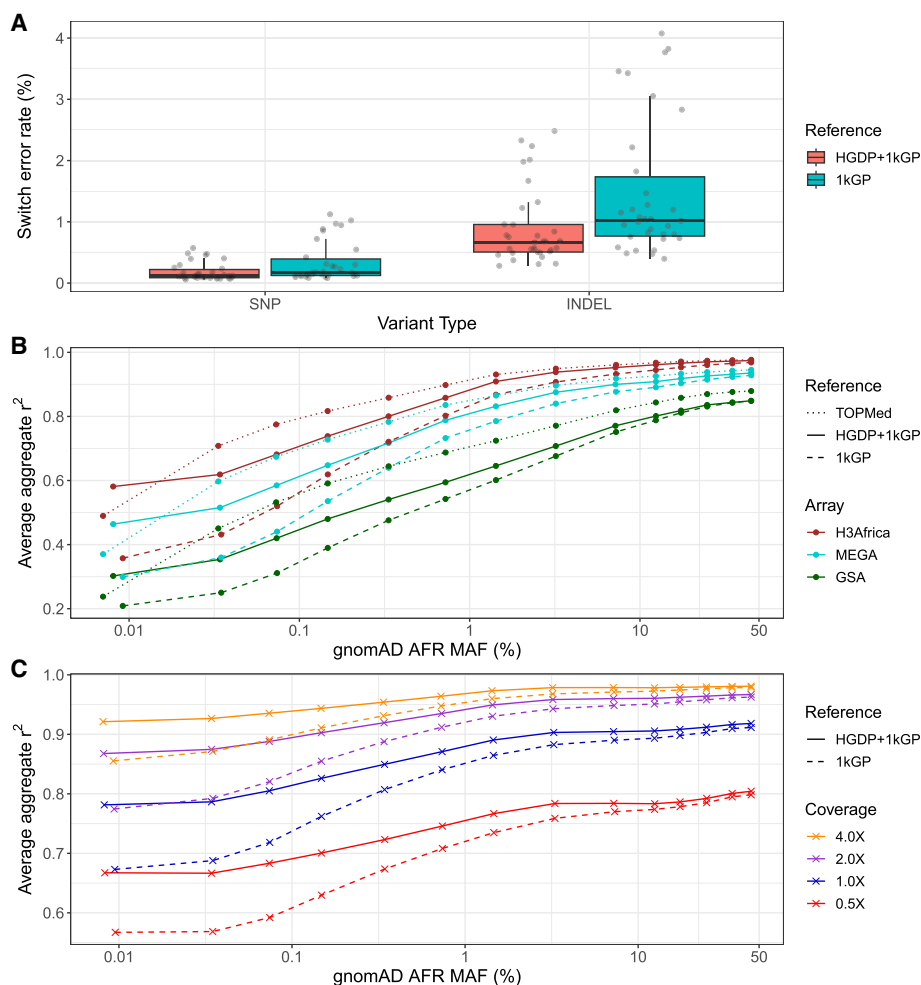 A
Switch error rate (%)
4
3
2
1
0
SNP
INDEL
Variant Type
Reference
HGDP+1kGP
1kGP
B
Average aggregate r²
1.0
0.8
0.6
0.4
0.2
0.01
0.1
1
10
50
gnomAD AFR MAF (%)
Reference
TOPMed
HGDP+1kGP
1kGP
Array
H3Africa
MEGA
GSA
C
Average aggregate r²
1.0
0.9
0.8
0.7
0.6
0.01
0.1
1
10
50
gnomAD AFR MAF (%)
Reference
HGDP+1kGP
1kGP
Coverage
4.0X
2.0X
1.0X
0.5X